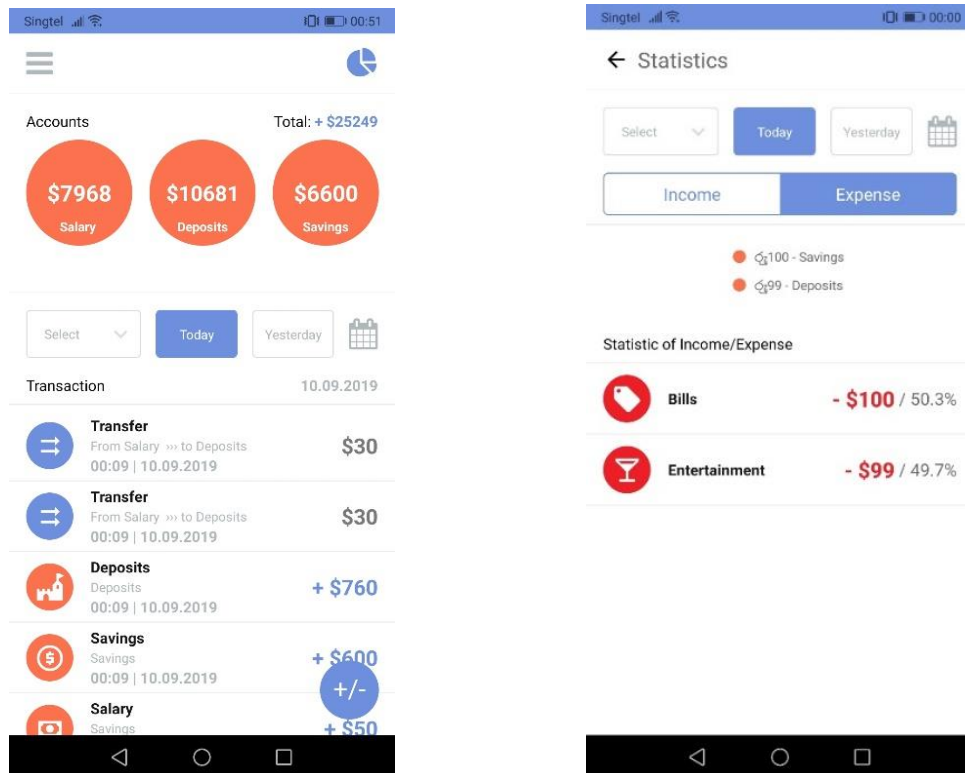 Singtel 00:51
Accounts Total: + $25249
$7968 $10681 $6600
Salary Deposits Savings
Select Today Yesterday
Transaction 10.09.2019
Transfer
From Salary ››› to Deposits
00:09 | 10.09.2019
$30
Transfer
From Salary ››› to Deposits
00:09 | 10.09.2019
$30
Deposits
Deposits
00:09 | 10.09.2019
+ $760
Savings
Savings
00:09 | 10.09.2019
+ $600
+/-
Salary
Savings
+ $50
Singtel 00:00
Statistics
Select Today Yesterday
Income Expense
රු100 - Savings
රු99 - Deposits
Statistic of Income/Expense
Bills - $100 / 50.3%
Entertainment - $99 / 49.7%